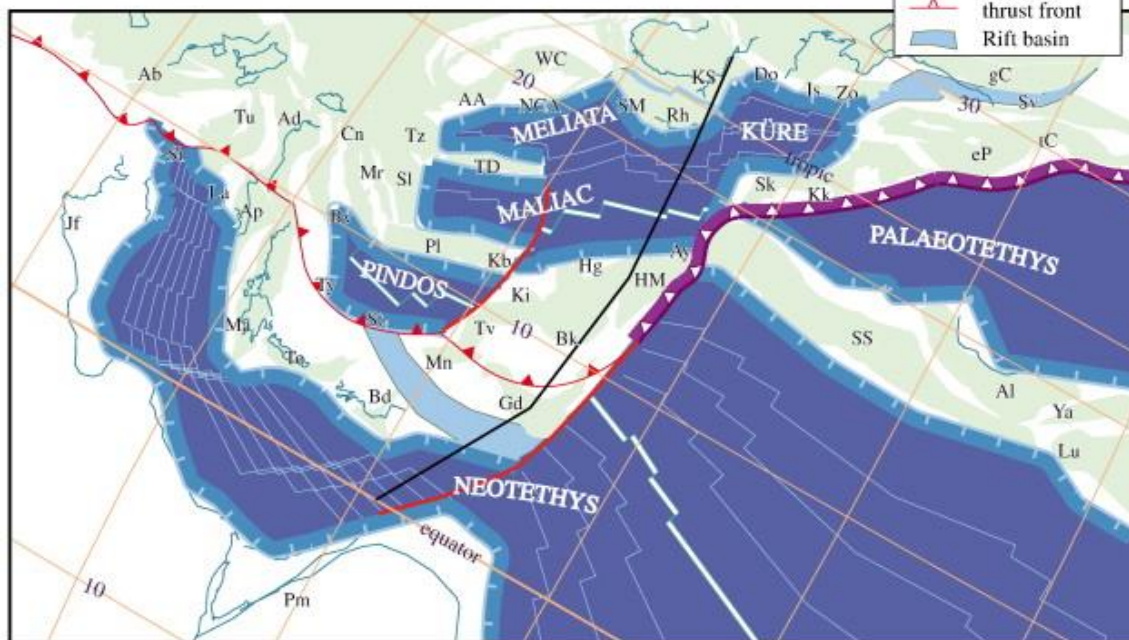 thrust front
Rift basin
Ab
WC
KS
Do
gC
20
Is
Zo
30
Sv
AA
NCA
SM
Rh
Tu
Ad
Cn
Tz
MELIATA
KÜRE
tC
eP
tropic
TD
Mr
Sl
Sk
Kk
La
MALIAC
Ap
Jf
PALAEOTETHYS
Pl
Kb
Hg
Ay
HM
PINDOS
Ty
Ki
10
Tv
Bk
SS
Ma
Te
Mn
Bd
Gd
Al
Ya
Lu
NEOTETHYS
equator
10
Pm